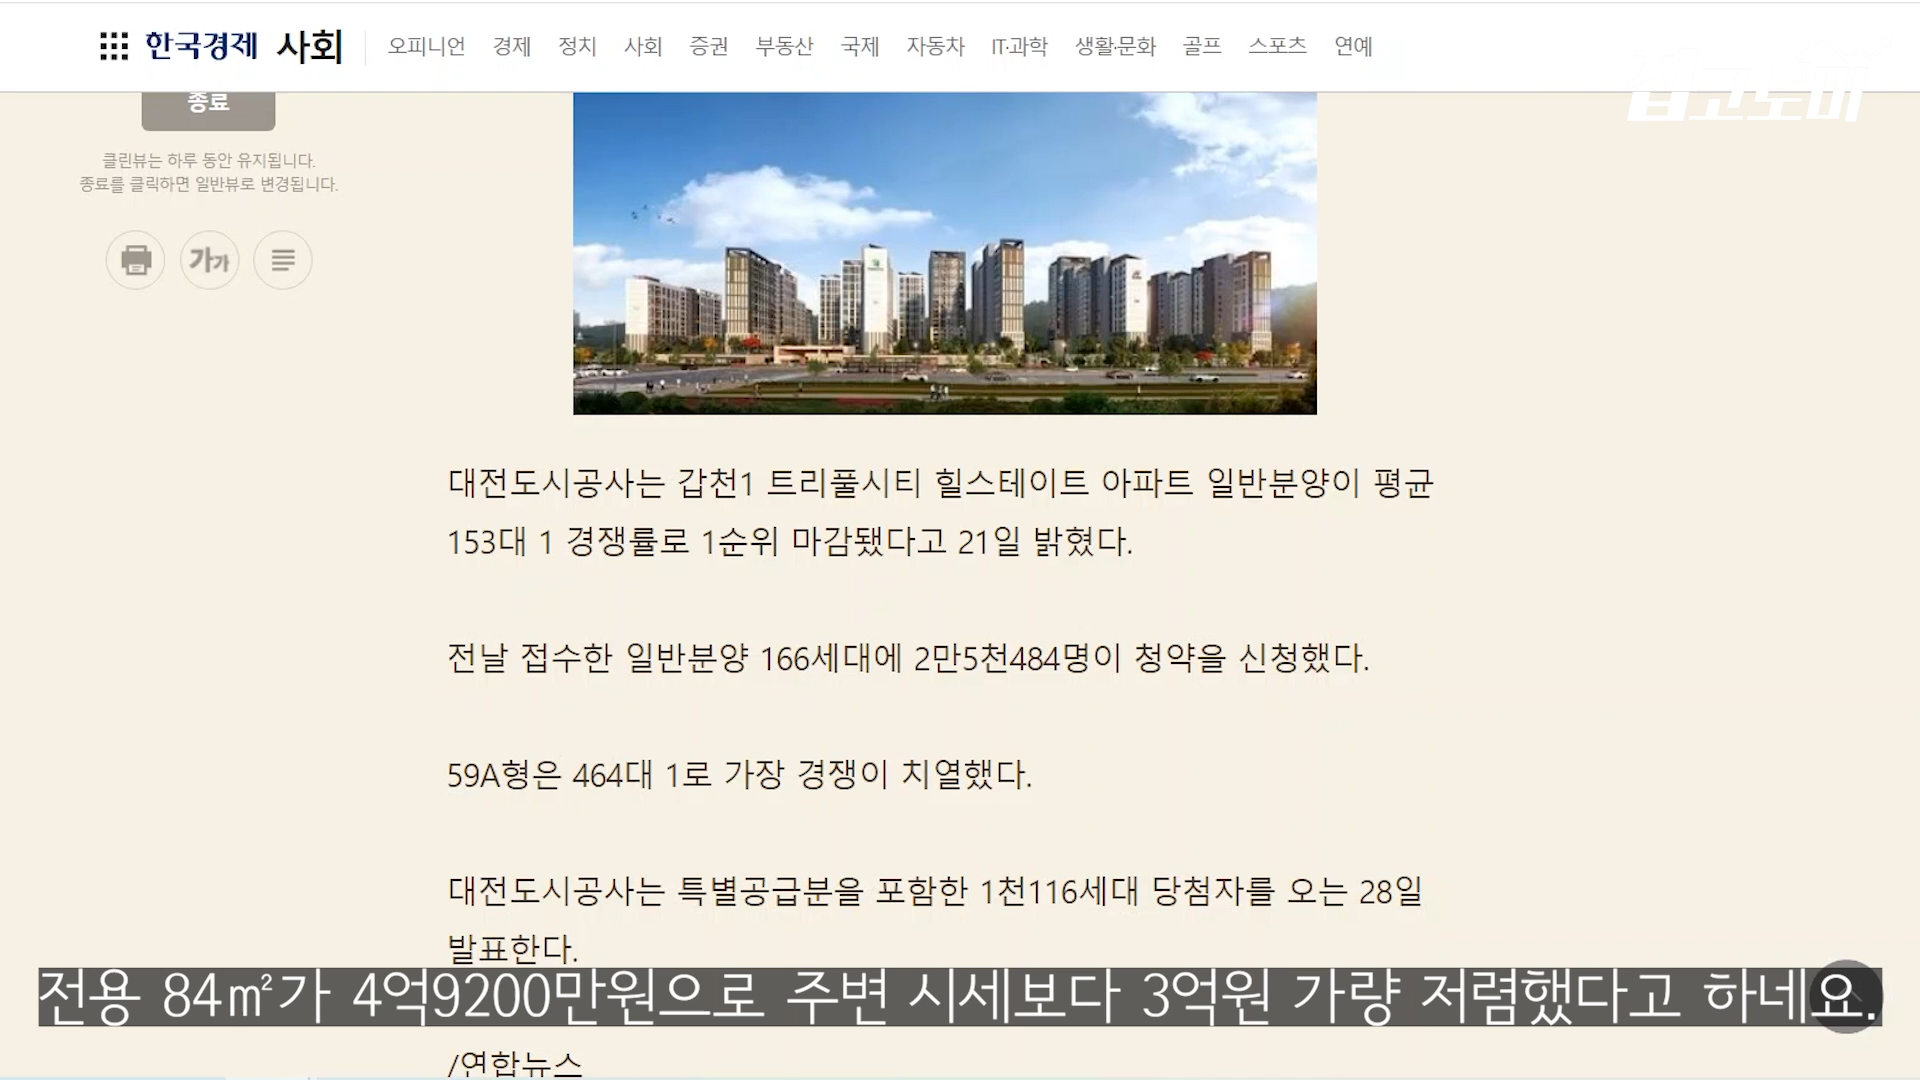 한국경제 사회 오피니언 경제 정치 사회 증권 부동산 국제 자동차 IT·과학 생활·문화 골프 스포츠 연예
종료
클린뷰는 하루 동안 유지됩니다.
종료를 클릭하면 일반뷰로 변경됩니다.
가가
대전도시공사는 갑천1 트리풀시티 힐스테이트 아파트 일반분양이 평균
153대 1 경쟁률로 1순위 마감됐다고 21일 밝혔다.
전날 접수한 일반분양 166세대에 2만5천484명이 청약을 신청했다.
59A형은 464대 1로 가장 경쟁이 치열했다.
대전도시공사는 특별공급분을 포함한 1천116세대 당첨자를 오는 28일
발표한다.
전용 84㎡가 4억9200만원으로 주변 시세보다 3억원 가량 저렴했다고 하네요.
/연합뉴스